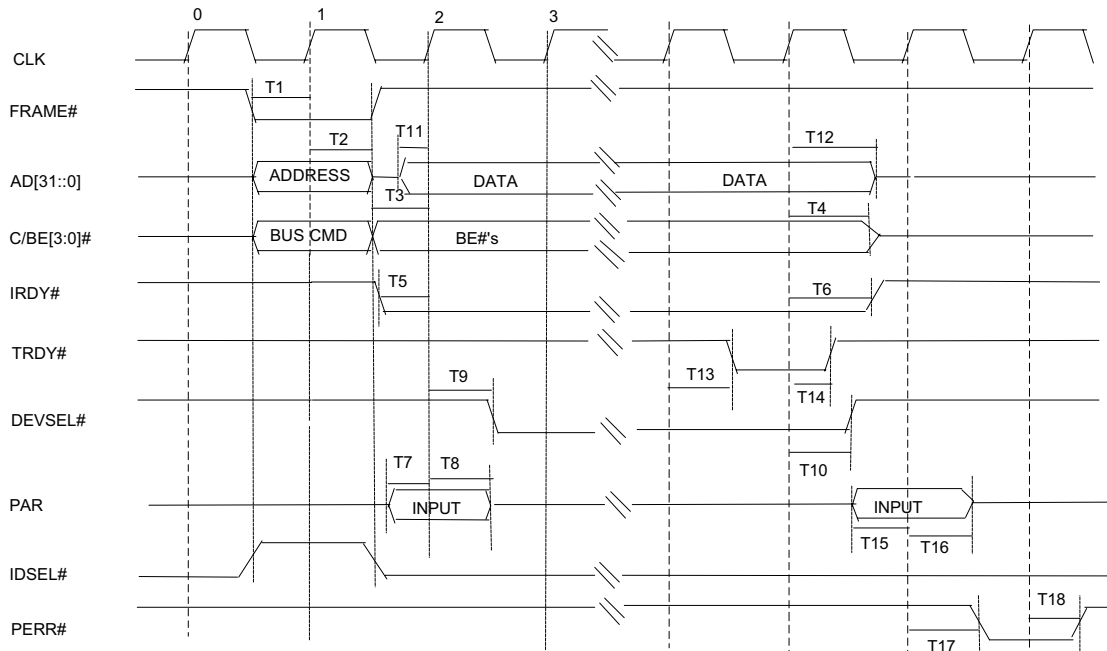 0 1 2 3
CLK
T1
FRAME#
T2 T11 T12
AD[31::0] ADDRESS DATA DATA
T3 T4
C/BE[3:0]# BUS CMD BE#'s
T5 T6
IRDY#
TRDY#
T9 T13 T14
DEVSEL#
T7 T8 T10
PAR INPUT INPUT
T15 T16
IDSEL#
T18
PERR#
T17